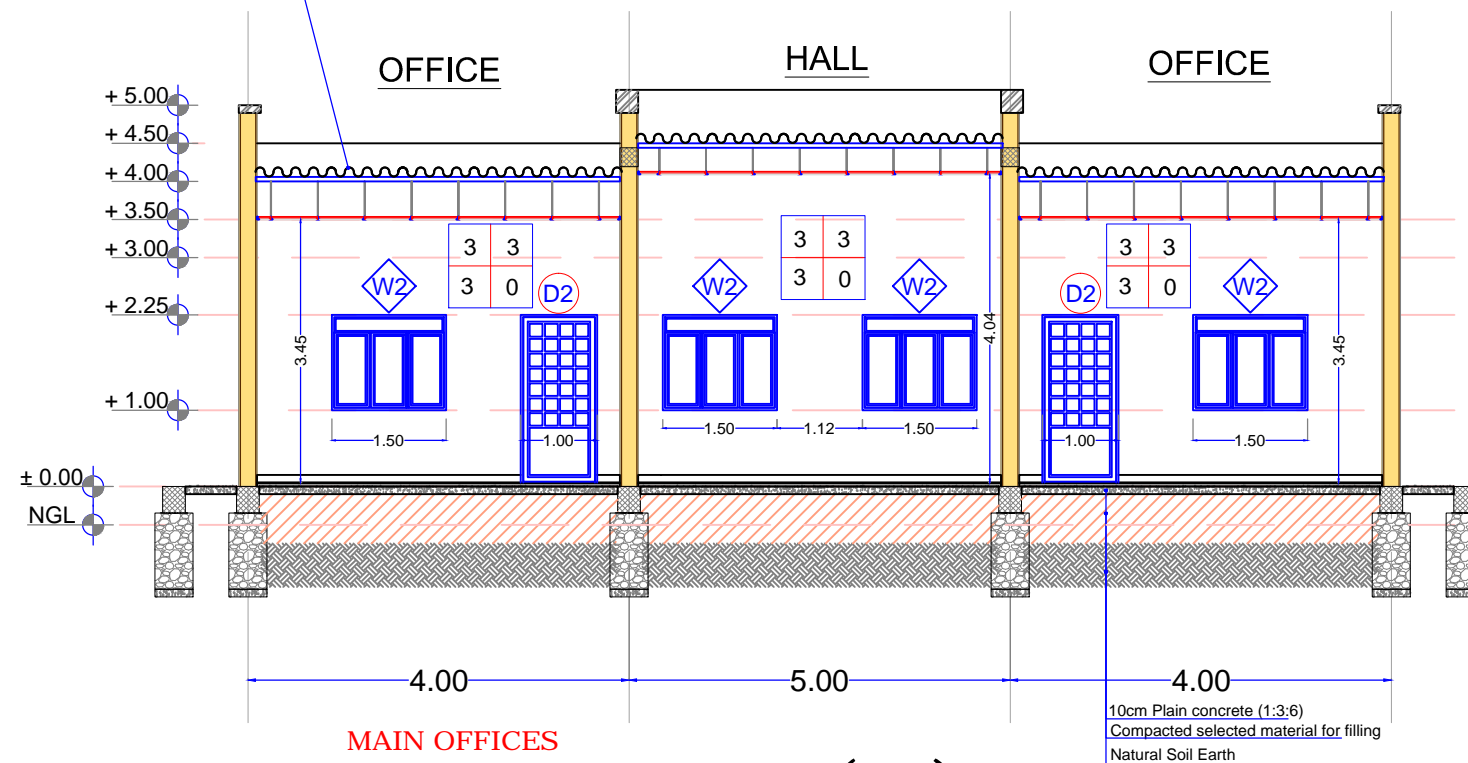 OFFICE
HALL
OFFICE
+ 5.00
+ 4.50
+ 4.00
+ 3.50
+ 3.00
+ 2.25
+ 1.00
± 0.00
NGL
3 3
3 0
W2
D2
3.45
1.50
1.00
3 3
3 0
W2
W2
4.04
1.50
1.12
1.50
3 3
3 0
D2
W2
3.45
1.00
1.50
4.00
5.00
4.00
10cm Plain concrete (1:3:6)
Compacted selected material for filling
Natural Soil Earth
MAIN OFFICES